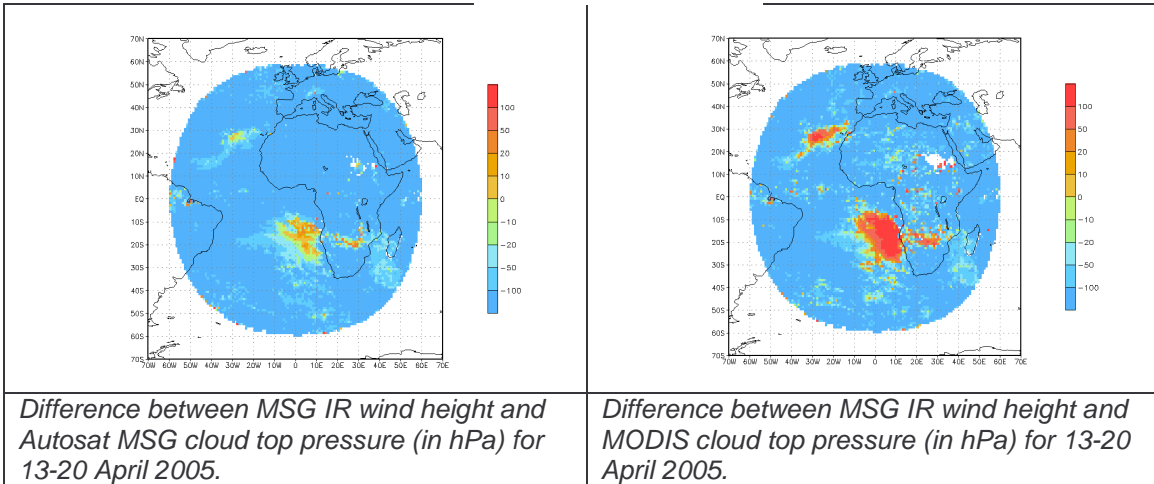 70N
60N
50N
40N
30N
20N
10N
EQ
10S
20S
30S
40S
50S
60S
70S
70W 60W 50W 40W 30W 20W 10W 0 10E 20E 30E 40E 50E 60E 70E
100
50
20
10
0
−10
−20
−50
−100
Difference between MSG IR wind height and
Autosat MSG cloud top pressure (in hPa) for
13-20 April 2005.
70N
60N
50N
40N
30N
20N
10N
EQ
10S
20S
30S
40S
50S
60S
70S
70W 60W 50W 40W 30W 20W 10W 0 10E 20E 30E 40E 50E 60E 70E
100
50
20
10
0
−10
−20
−50
−100
Difference between MSG IR wind height and
MODIS cloud top pressure (in hPa) for 13-20
April 2005.